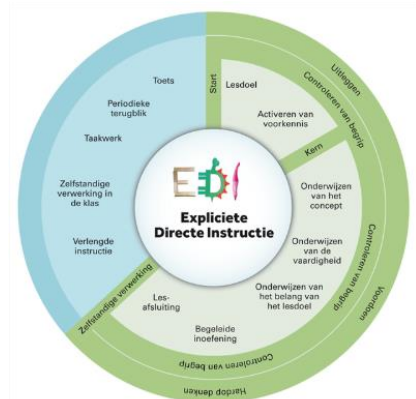 EDI
Expliciete
Directe Instructie
Start
Lesdoel
Activeren van
voorkennis
Kern
Onderwijzen
van het
concept
Onderwijzen
van de
vaardigheid
Onderwijzen van
het belang van
het lesdoel
Begeleide
inoefening
Les-
afsluiting
Zelfstandige verwerking
Verlengde
instructie
Zelfstandige
verwerking in
de klas
Taakwerk
Periodieke
terugblik
Toets
Uitleggen
Controleren van begrip
Voordoen
Controleren van begrip
Hardop denken
Controleren van begrip